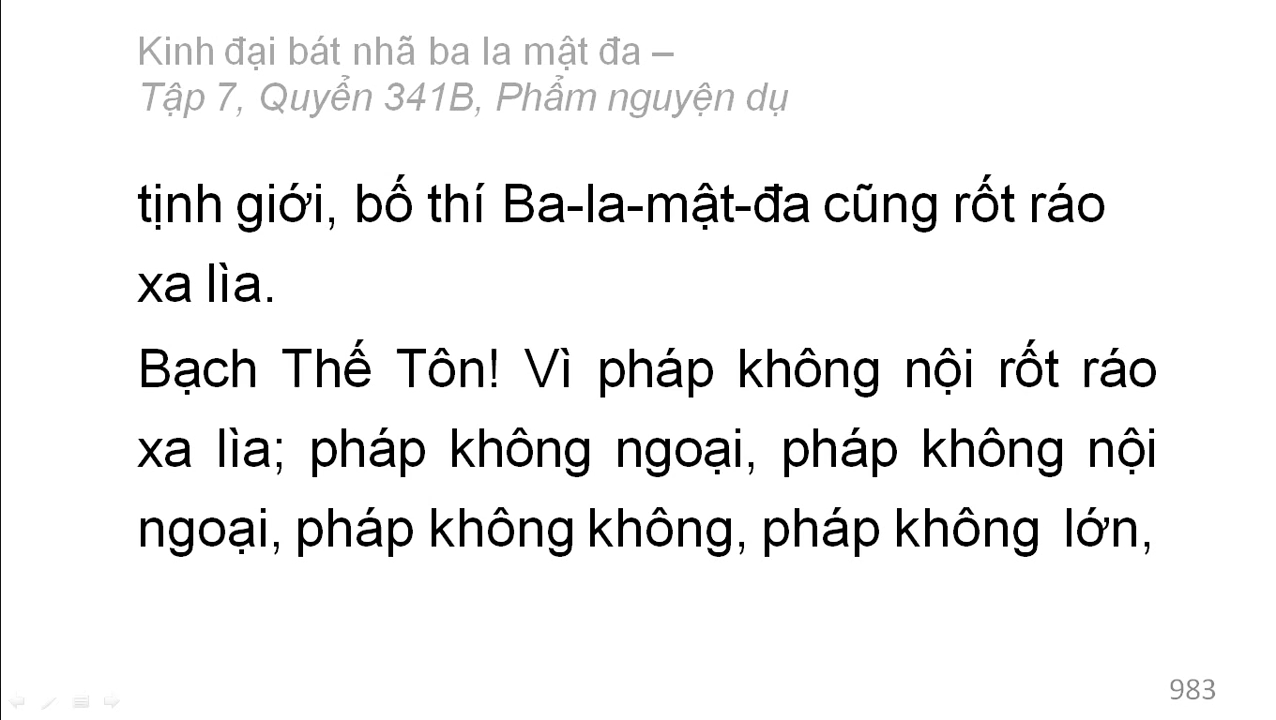 Kinh đại bát nhã ba la mật đa –
Tập 7, Quyển 341B, Phẩm nguyện dụ
tịnh giới, bố thí Ba-la-mật-đa cũng rốt ráo
xa lìa.
Bạch Thế Tôn! Vì pháp không nội rốt ráo
xa lìa; pháp không ngoại, pháp không nội
ngoại, pháp không không, pháp không lớn,
983